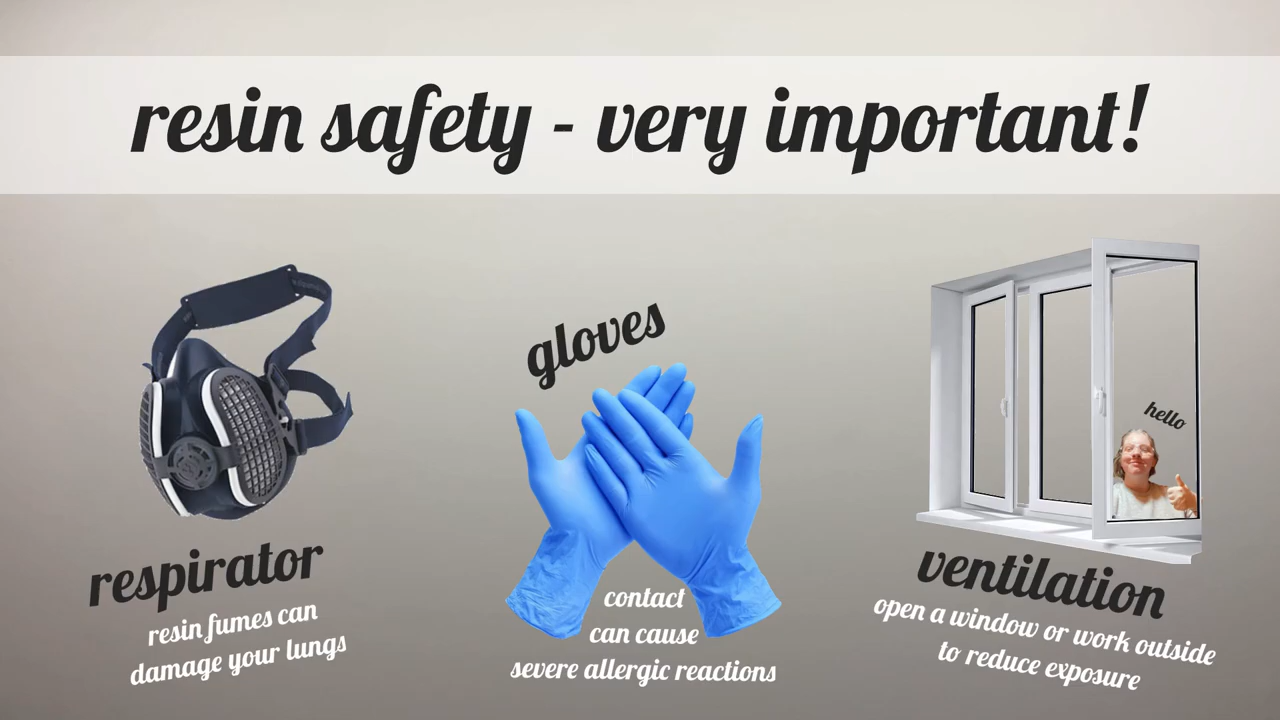 resin safety - very important!
respirator
resin fumes can
damage your lungs
gloves
contact
can cause
severe allergic reactions
hello
ventilation
open a window or work outside
to reduce exposure